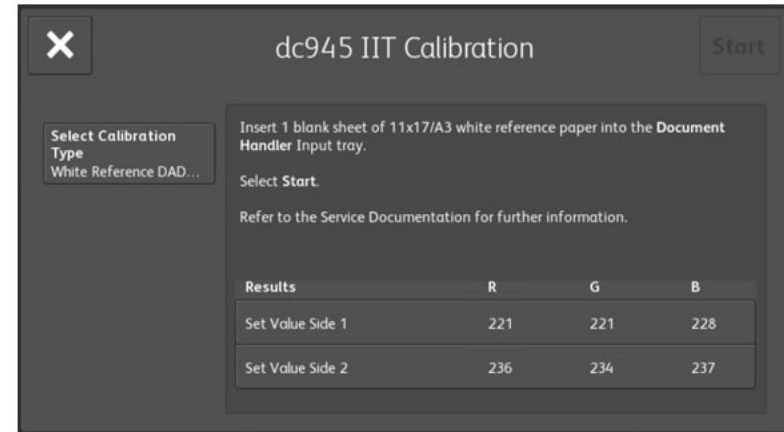 dc945 IIT Calibration
Start
Select Calibration
Type
White Reference DAD...
Insert 1 blank sheet of 11x17/A3 white reference paper into the Document
Handler Input tray.
Select Start.
Refer to the Service Documentation for further information.
Results R G B
Set Value Side 1 221 221 228
Set Value Side 2 236 234 237